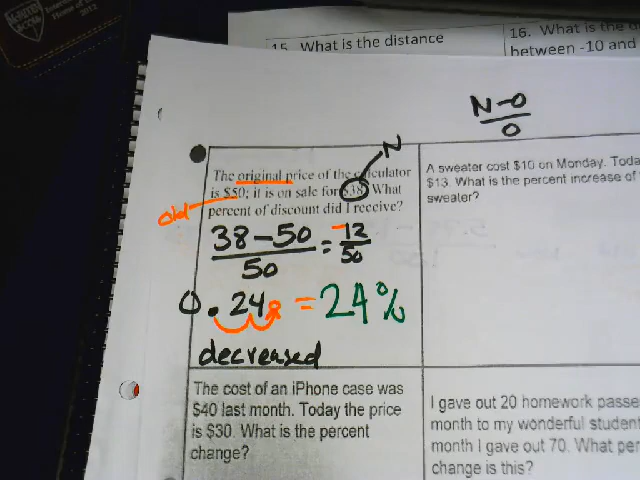 15. What is the distance
16. What is the
between -10 and
N-O
O
N
The original price of the calculator
is $50; it is on sale for $38. What
percent of discount did I receive?
old
38-50
50
= -12
50
0.24 = 24%
decreased
A sweater cost $10 on Monday.
$13. What is the percent increase of
sweater?
The cost of an iPhone case was
$40 last month. Today the price
is $30. What is the percent
change?
I gave out 20 homework
month to my wonderful
month I gave out 70. What
change is this?